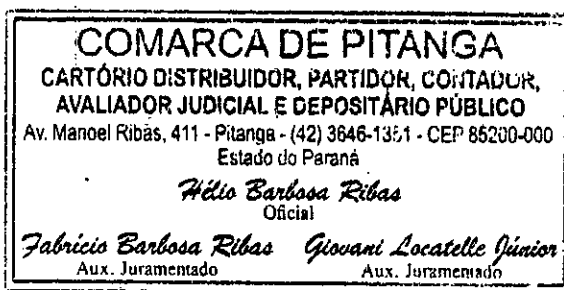 COMARCA DE PITANGA
CARTÓRIO DISTRIBUIDOR, PARTIDOR, CONTADOR,
AVALIADOR JUDICIAL E DEPOSITÁRIO PÚBLICO
Av. Manoel Ribas, 411 - Pitanga - (42) 3646-1351 - CEP 85200-000
Estado do Paraná
Hélio Barbosa Ribas
Oficial
Fabrício Barbosa Ribas Giovani Locatelle Júnior
Aux. Juramentado Aux. Juramentado